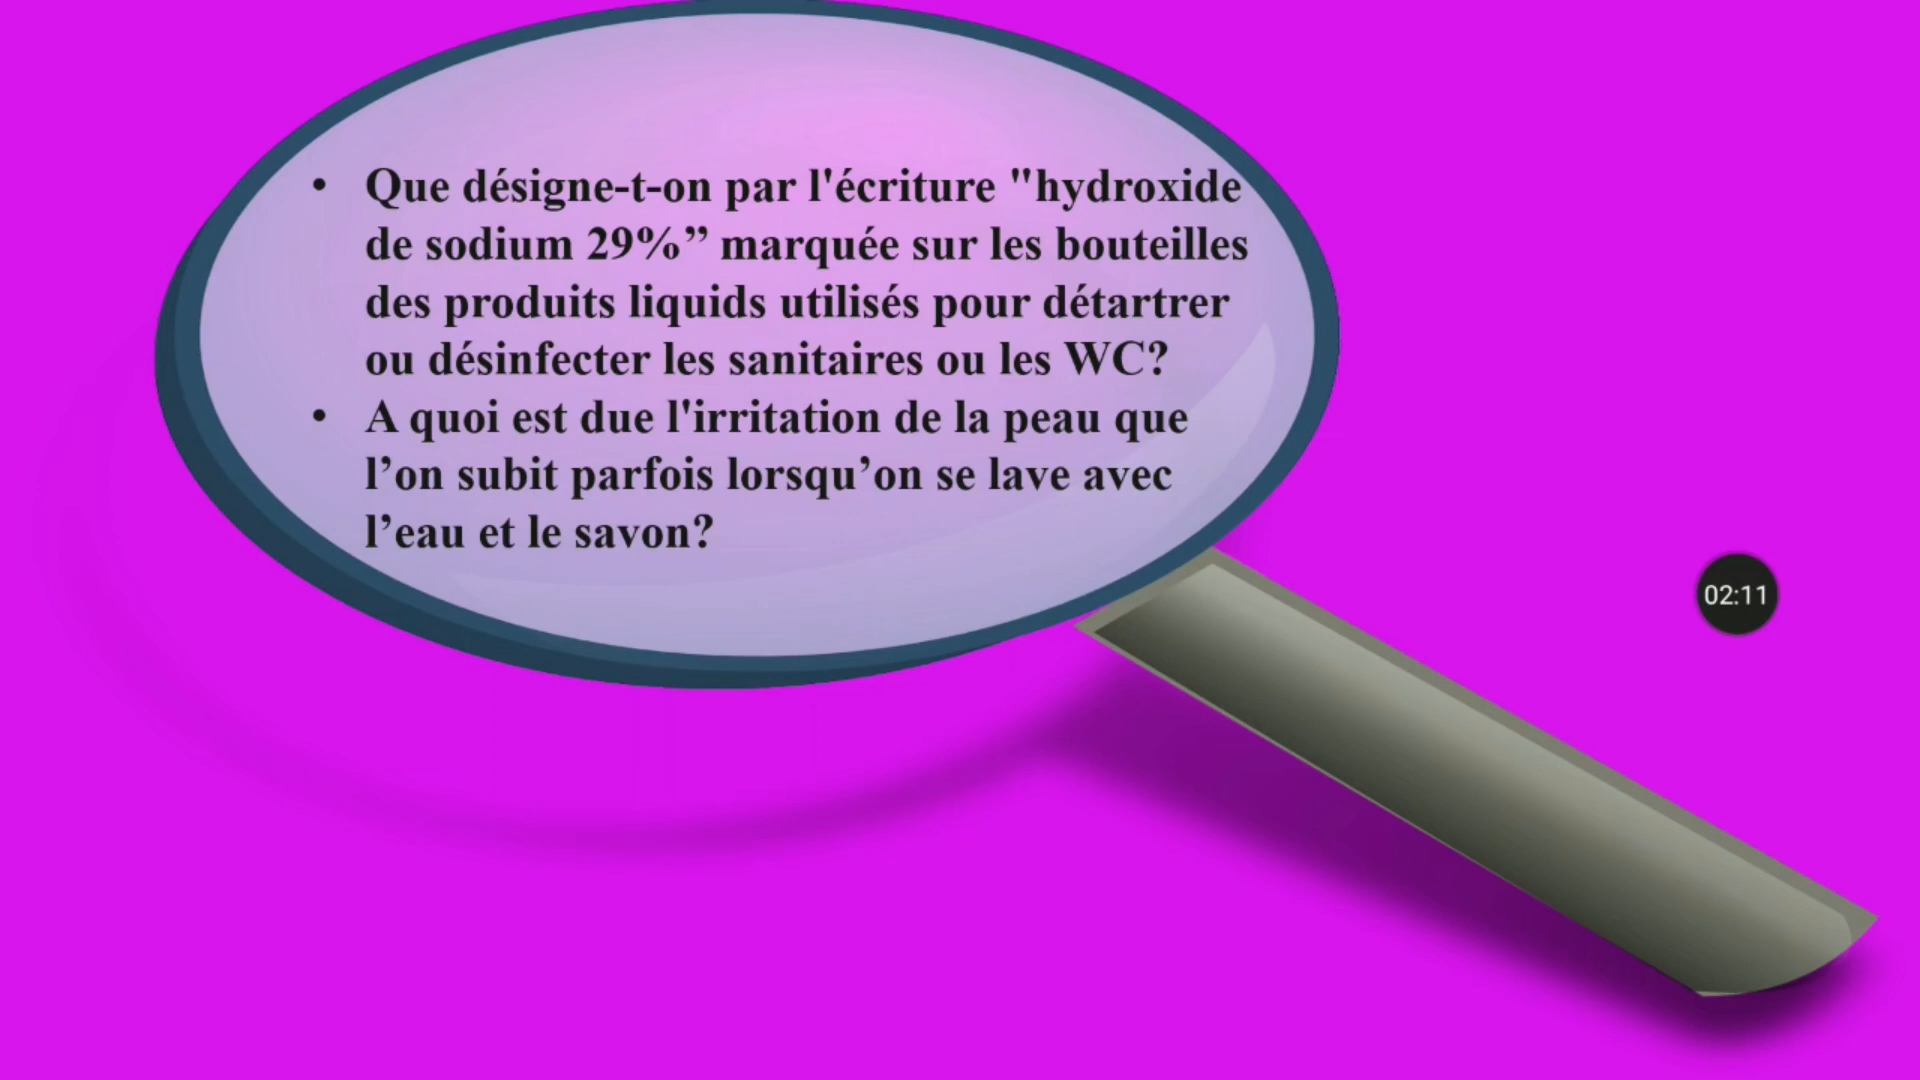 • Que désigne-t-on par l'écriture "hydroxide
de sodium 29%” marquée sur les bouteilles
des produits liquids utilisés pour détartrer
ou désinfecter les sanitaires ou les WC?
• A quoi est due l'irritation de la peau que
l’on subit parfois lorsqu’on se lave avec
l’eau et le savon?
02:11